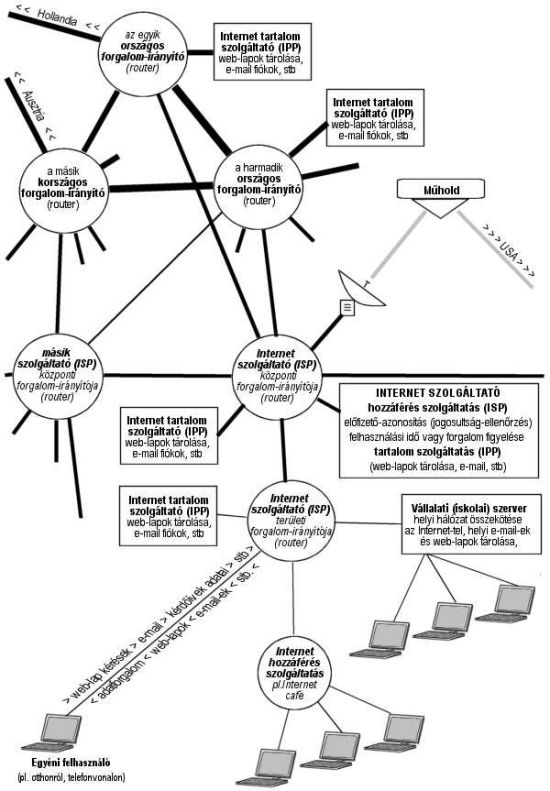 << Hollandia <<
az egyik
országos
forgalom-irányító
(router)
Internet tartalom
szolgáltató (IPP)
web-lapok tárolása,
e-mail fiókok, stb
<< Ausztria <<
Internet tartalom
szolgáltató (IPP)
web-lapok tárolása,
e-mail fiókok, stb
a másik
kországos
forgalom-irányító
(router)
a harmadik
országos
forgalom-irányító
(router)
Műhold
>>> USA >>>
másik
szolgáltató (ISP)
központi
forgalom-irányítója
(router)
Internet
szolgáltató (ISP)
központi
forgalom-irányítója
(router)
INTERNET SZOLGÁLTATÓ
hozzáférés szolgáltatás (ISP)
előfizető-azonosítás (jogosultság-ellenőrzés)
felhasználási idő vagy forgalom figyelése
tartalom szolgáltatás (IPP)
(web-lapok tárolása, e-mail, stb)
Internet tartalom
szolgáltató (IPP)
web-lapok tárolása,
e-mail fiókok, stb
Internet tartalom
szolgáltató (IPP)
web-lapok tárolása,
e-mail fiókok, stb
Internet
szolgáltató (ISP)
területi
forgalom-irányítója
(router)
Vállalati (iskolai) szerver
helyi hálózat összekötése
az Internet-tel, helyi e-mail-ek
és web-lapok tárolása,
> web-lap kérések > e-mail > kérdőívek adatai > stb >
< adatforgalom < web-lapok < e-mail-ek < stb. <
Internet
hozzáférés
szolgáltatás
pl.Internet
café
Egyéni felhasználó
(pl. otthonról, telefonvonalon)